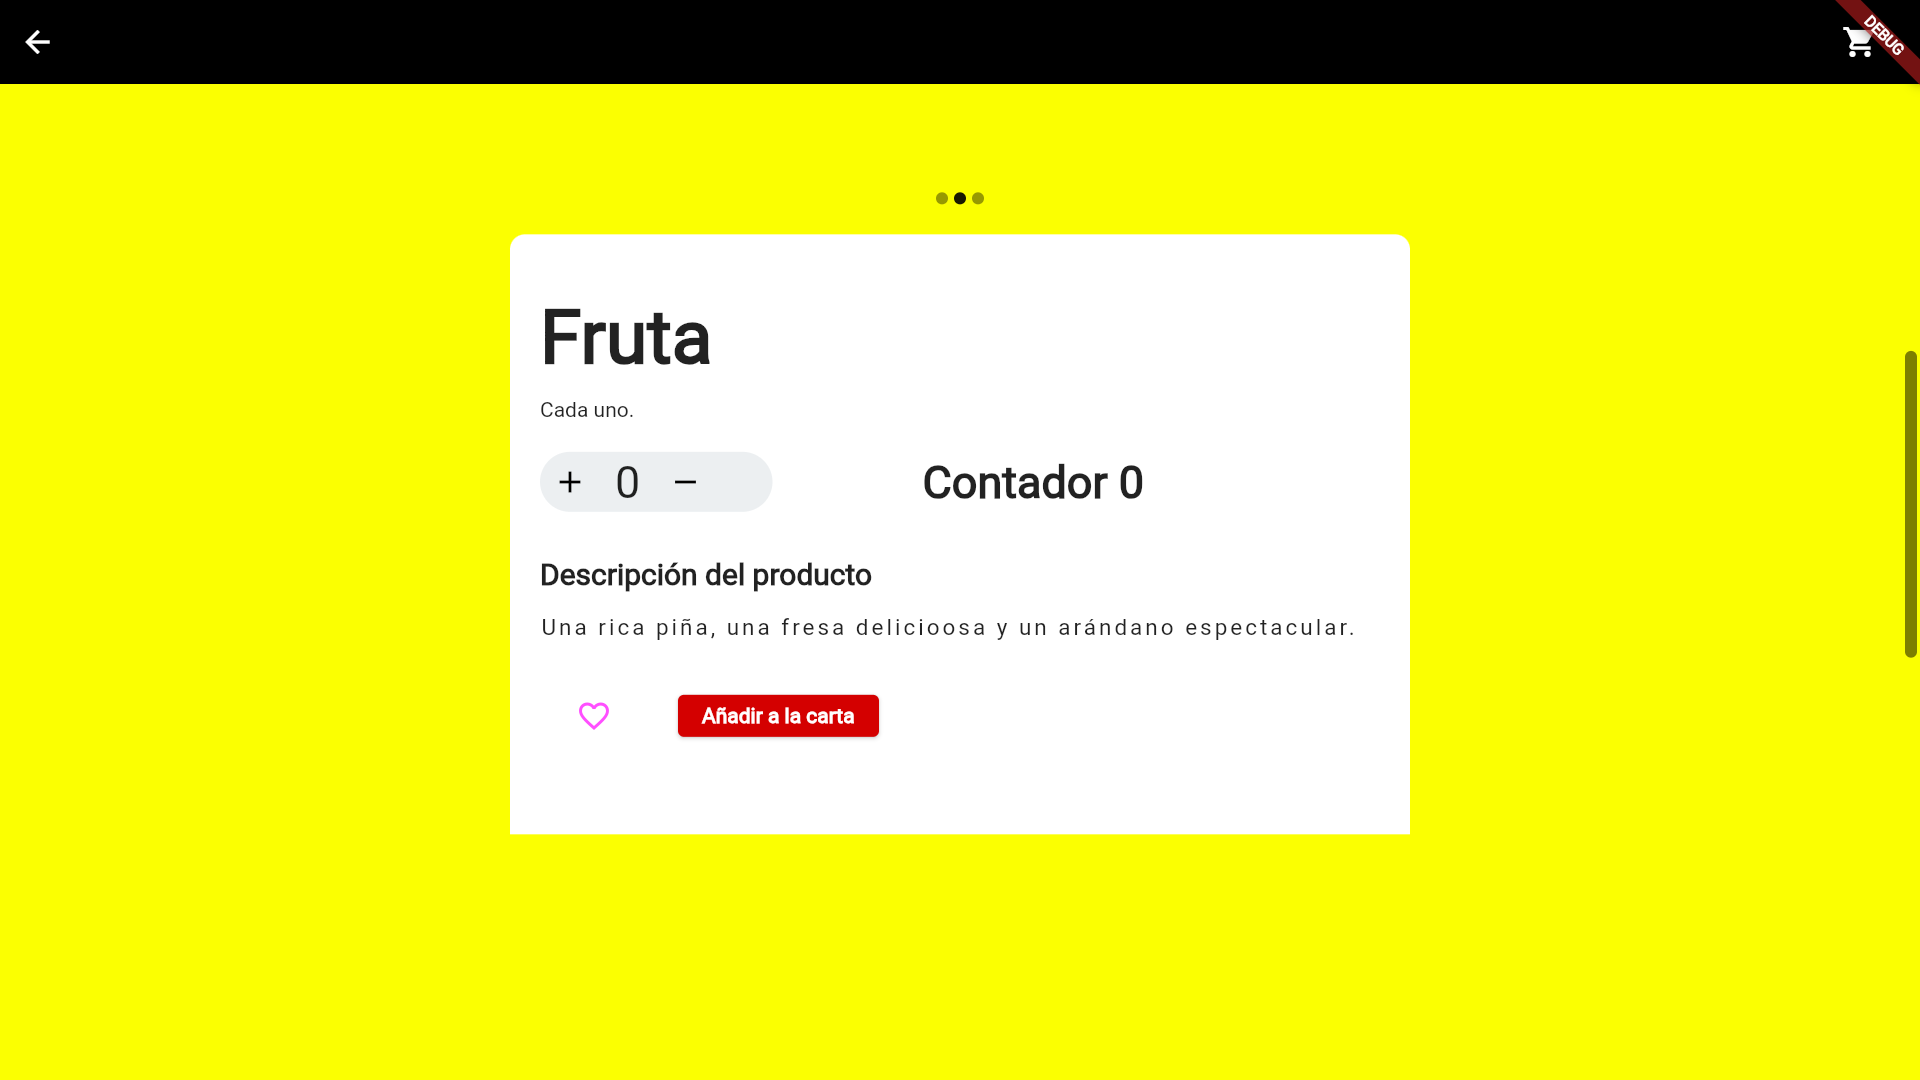 DEBUG
Fruta
Cada uno.
+ 0 −
Contador 0
Descripción del producto
Una rica piña, una fresa delicioosa y un arándano espectacular.
Añadir a la carta